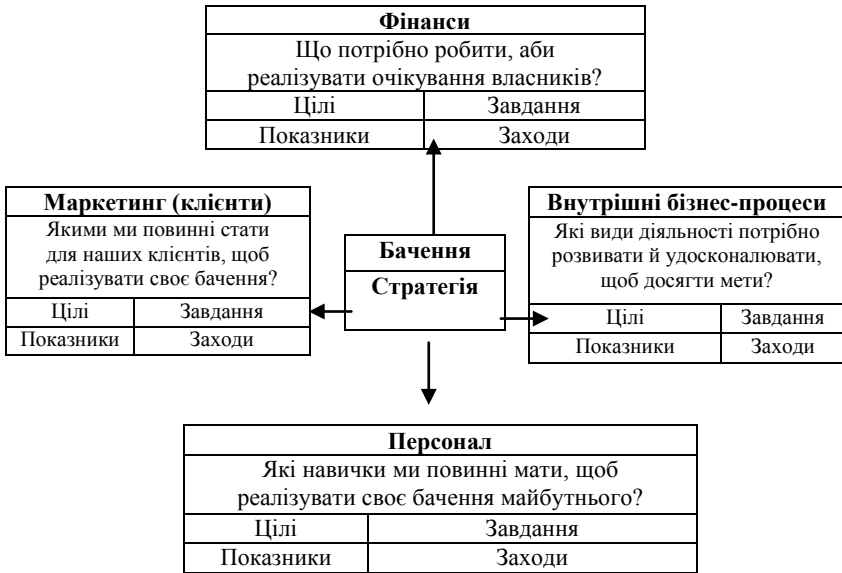 Фінанси
Що потрібно робити, аби
реалізувати очікування власників?
Цілі Завдання
Показники Заходи
Маркетинг (клієнти)
Якими ми повинні стати
для наших клієнтів, щоб
реалізувати своє бачення?
Цілі Завдання
Показники Заходи
Бачення
Стратегія
Внутрішні бізнес-процеси
Які види діяльності потрібно
розвивати й удосконалювати,
щоб досягти мети?
Цілі Завдання
Показники Заходи
Персонал
Які навички ми повинні мати, щоб
реалізувати своє бачення майбутнього?
Цілі Завдання
Показники Заходи